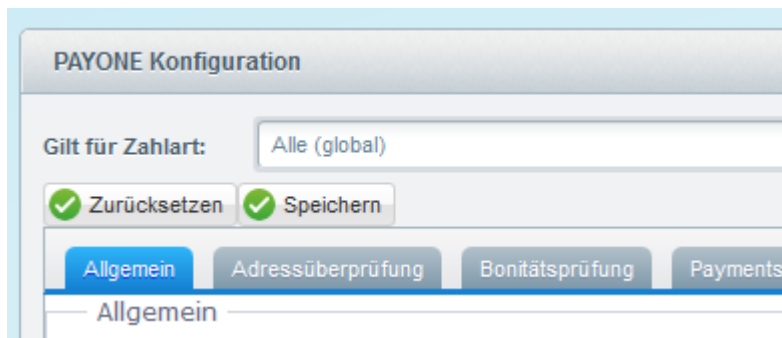 PAYONE Konfiguration
Gilt für Zahlart: Alle (global)
Zurücksetzen Speichern
Allgemein Adressüberprüfung Bonitätsprüfung Payments
Allgemein